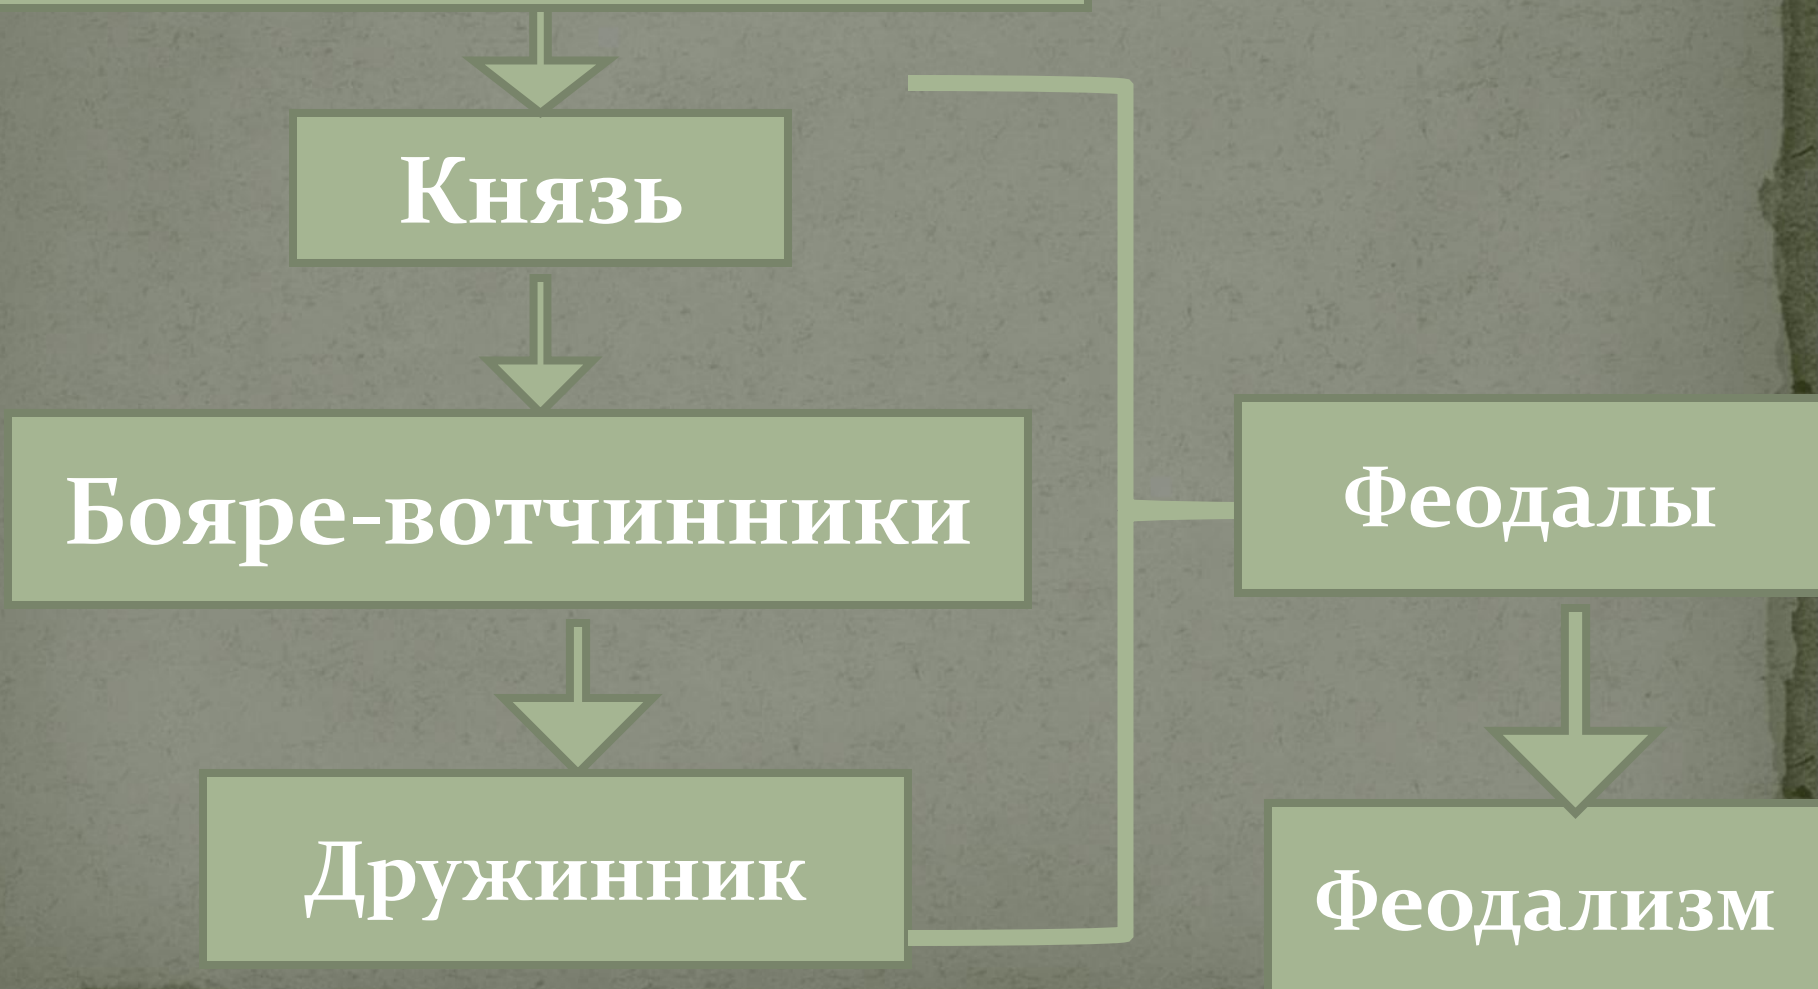 Князь
Бояре-вотчинники
Феодалы
Дружинник
Феодализм